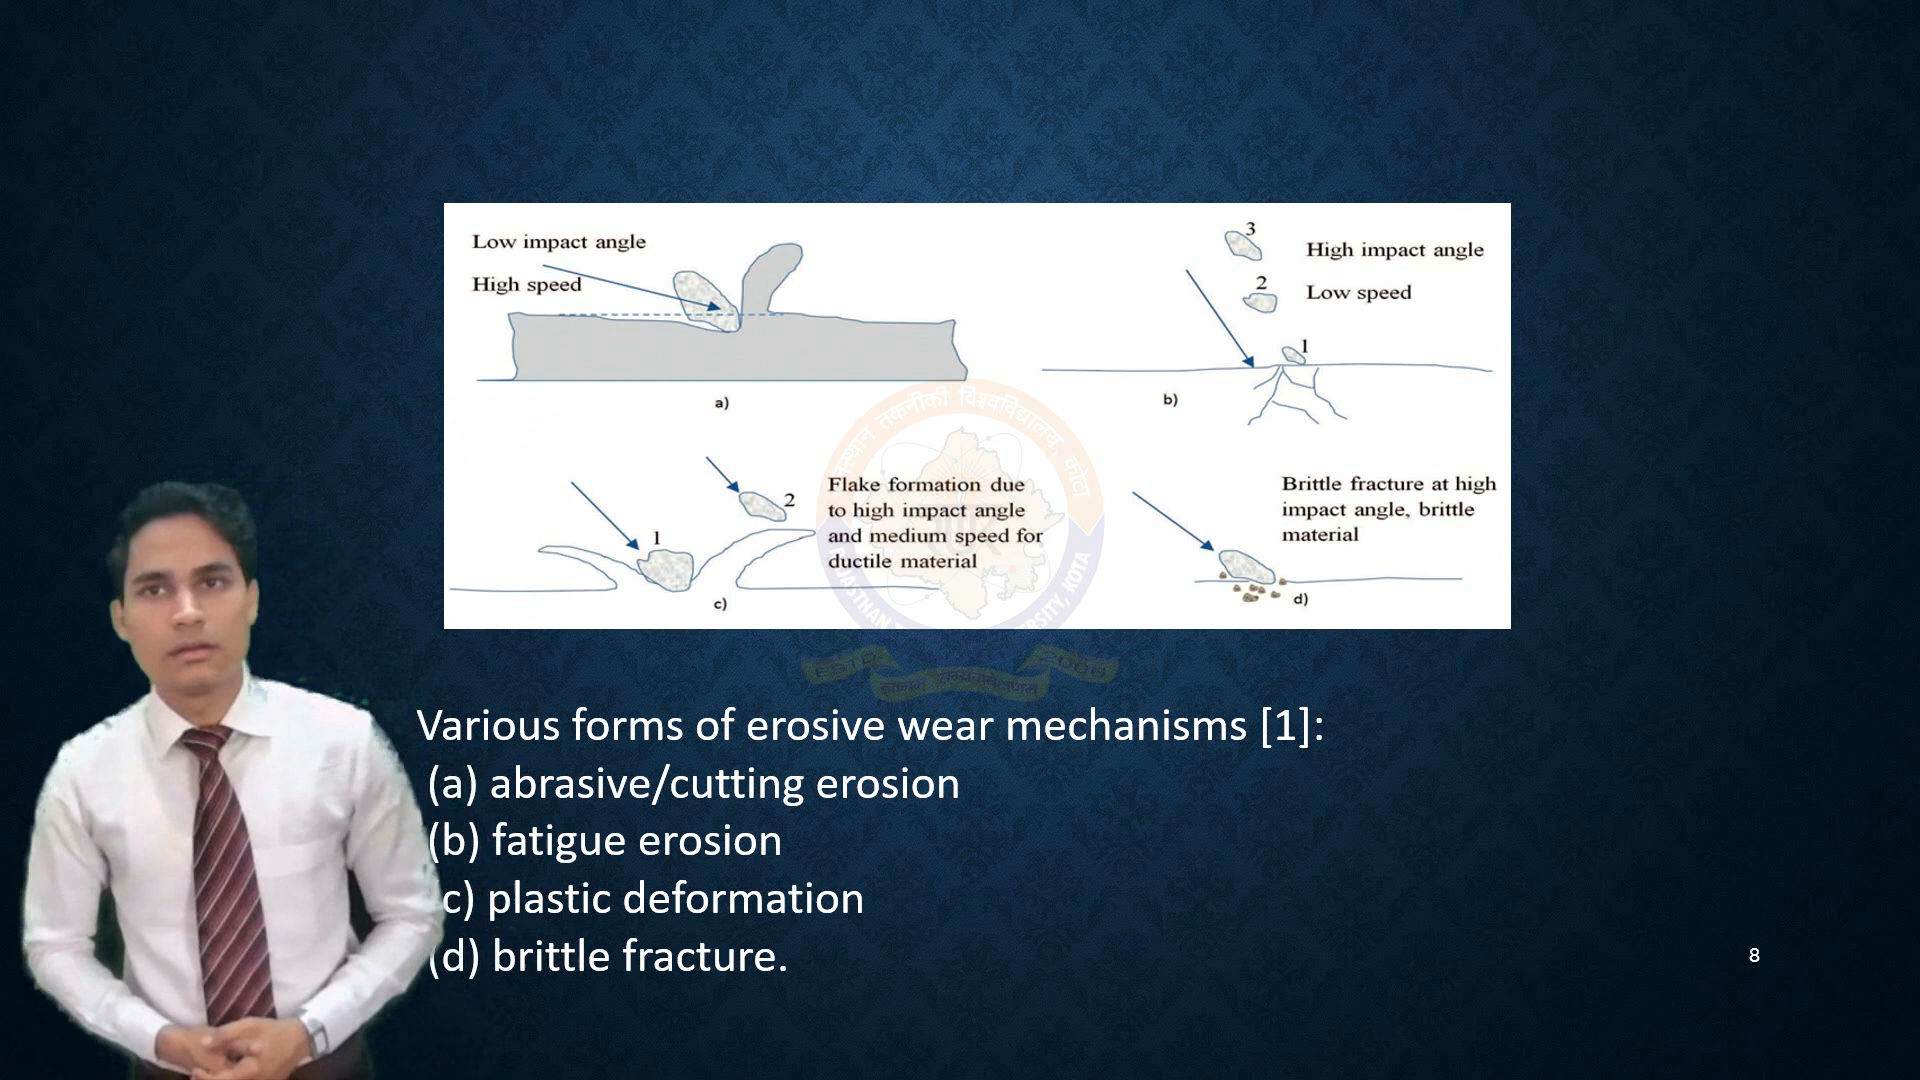 Low impact angle
High speed
a)
3
High impact angle
2
Low speed
1
b)
2
1
Flake formation due
to high impact angle
and medium speed for
ductile material
c)
Brittle fracture at high
impact angle, brittle
material
d)
Various forms of erosive wear mechanisms [1]:
(a) abrasive/cutting erosion
(b) fatigue erosion
c) plastic deformation
(d) brittle fracture.
8